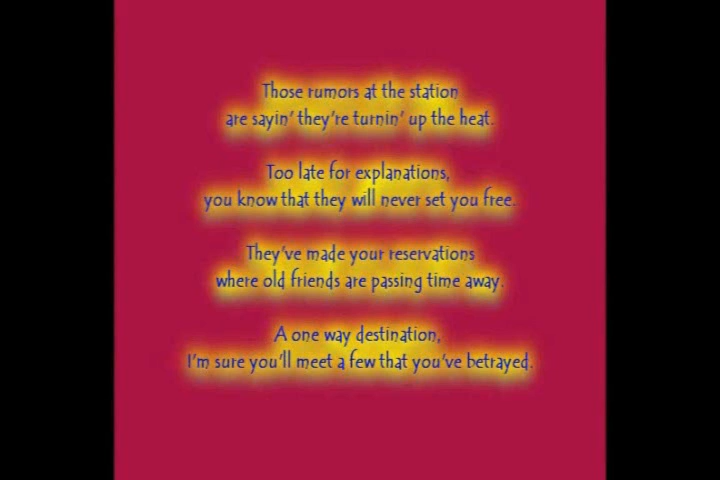 Those rumors at the station
are sayin' they're turnin' up the heat.
Too late for explanations,
you know that they will never set you free.
They've made your reservations
where old friends are passing time away.
A one way destination,
I'm sure you'll meet a few that you've betrayed.